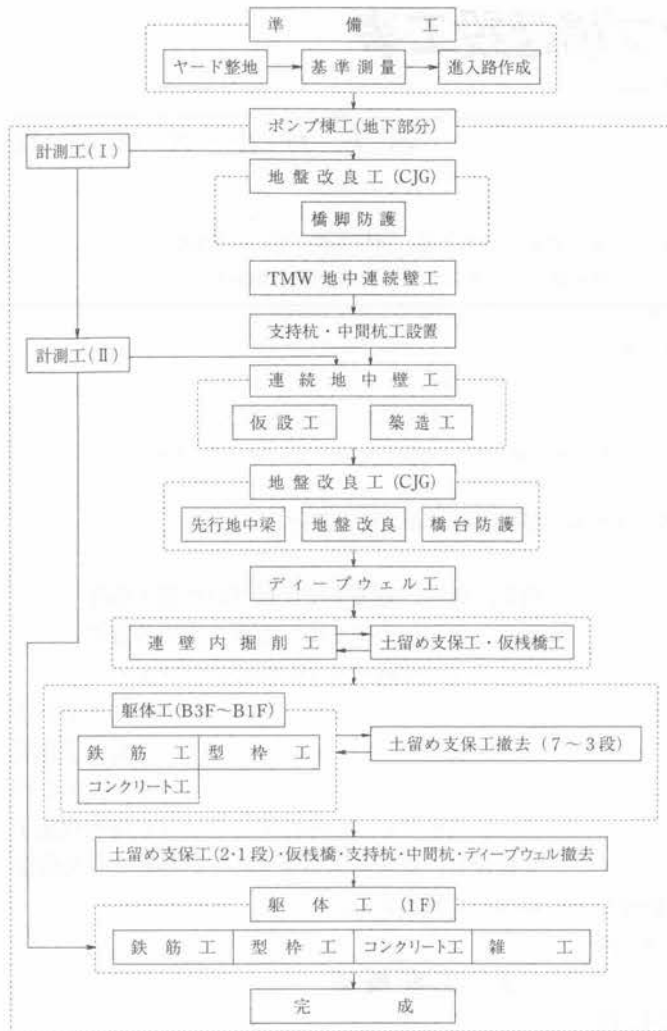 準備工
ヤード整地
基準測量
進入路作成
ポンプ棟工(地下部分)
計測工(Ⅰ)
地盤改良工(CJG)
橋脚防護
TMW 地中連続壁工
支持杭・中間杭工設置
計測工(Ⅱ)
連続地中壁工
仮設工
築造工
地盤改良工(CJG)
先行地中梁
地盤改良
橋台防護
ディープウェル工
連壁内掘削工
土留め支保工・仮桟橋工
躯体工(B3F～B1F)
鉄筋工
型枠工
コンクリート工
土留め支保工撤去(7～3段)
土留め支保工(2・1段)・仮桟橋・支持杭・中間杭・ディープウェル撤去
躯体工(1F)
鉄筋工
型枠工
コンクリート工
雑工
完成